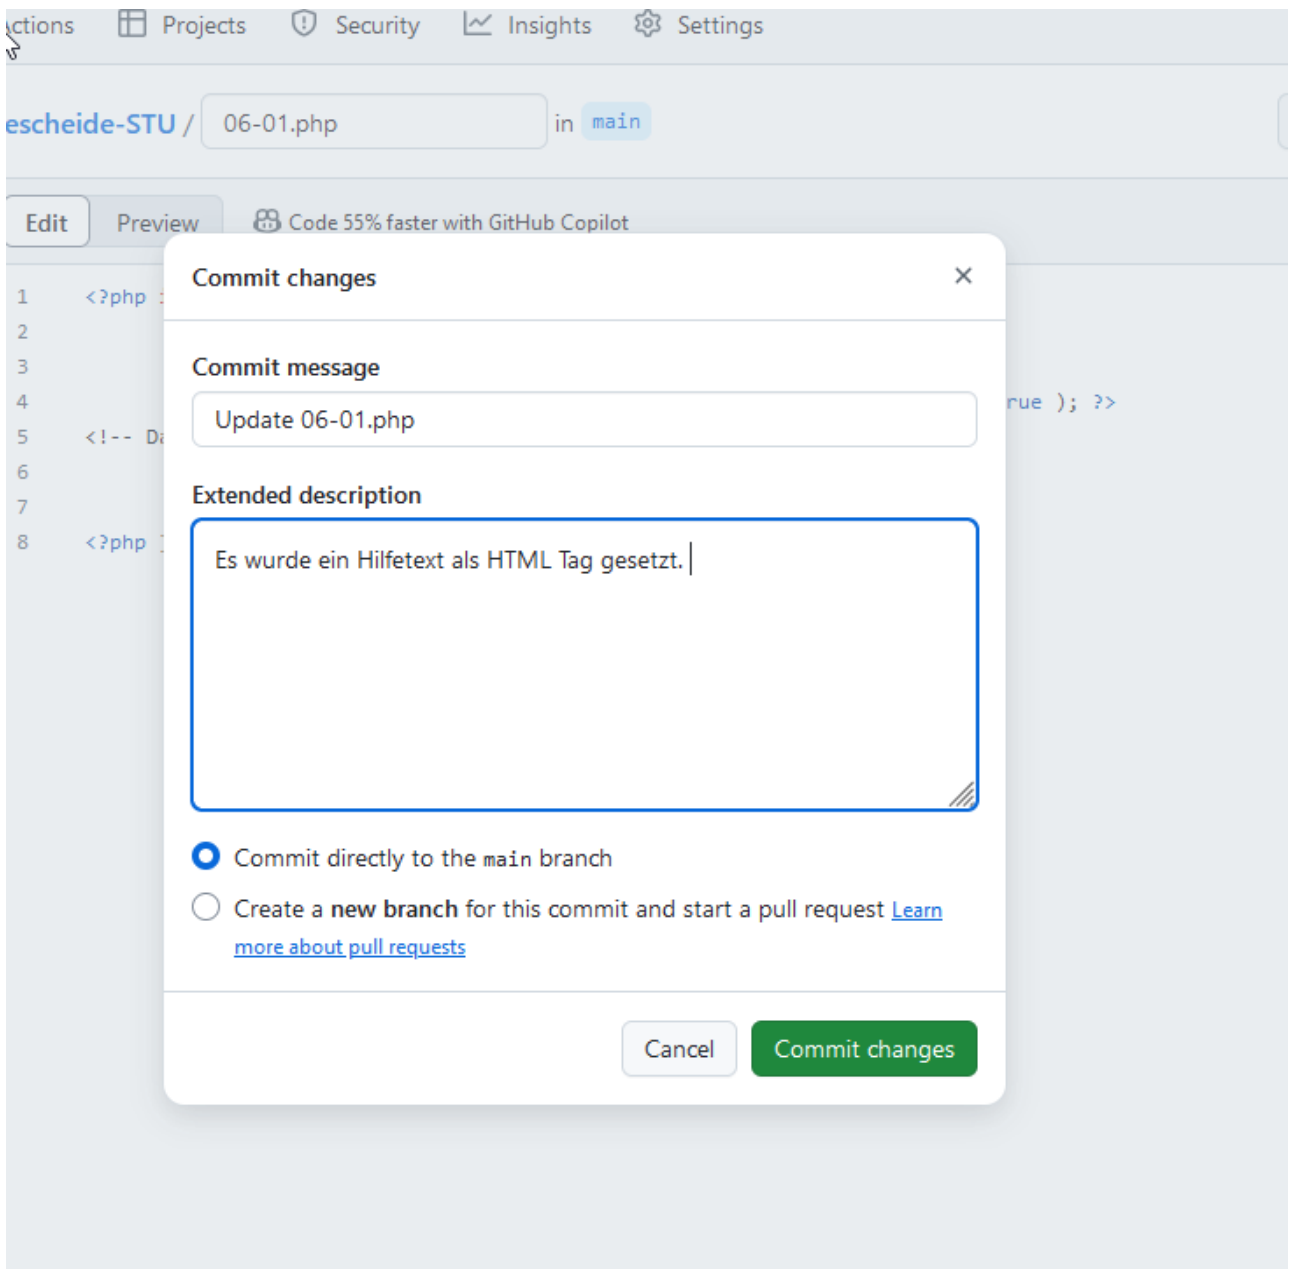 ctions Projects Security Insights Settings
escheide-STU / 06-01.php in main
Edit Preview Code 55% faster with GitHub Copilot
Commit changes
1 <?php
2
3
4 rue ); ?>
5 <!-- Da
6
7
8 <?php }
Commit message
Update 06-01.php
Extended description
Es wurde ein Hilfetext als HTML Tag gesetzt.
Commit directly to the main branch
Create a new branch for this commit and start a pull request Learn
more about pull requests
Cancel Commit changes